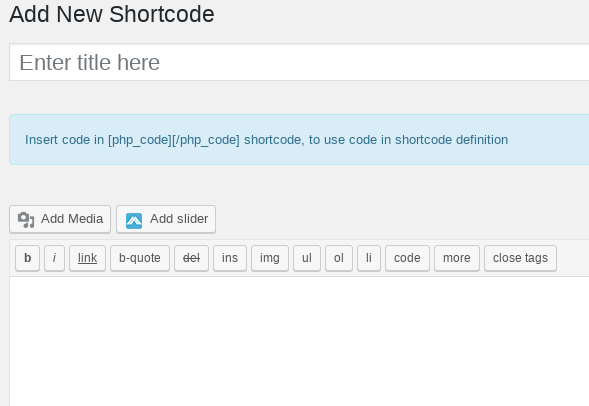 Add New Shortcode
Enter title here
Insert code in [php_code][/php_code] shortcode, to use code in shortcode definition
Add Media Add slider
b i link b-quote del ins img ul ol li code more close tags